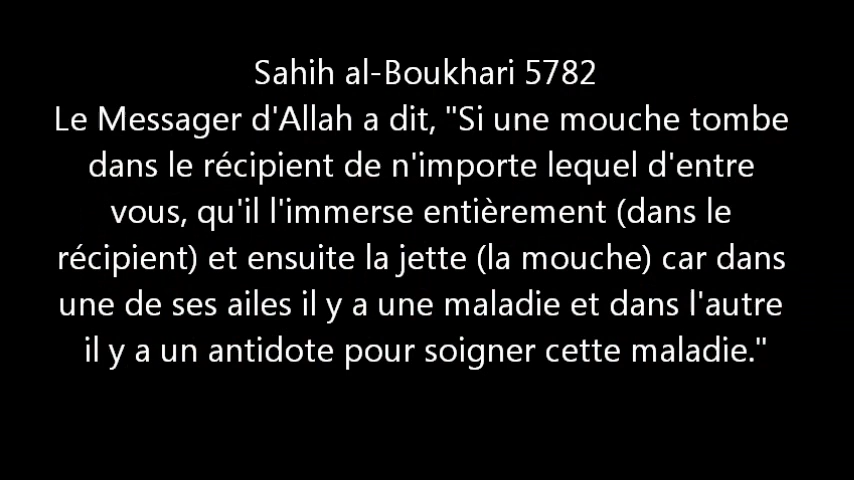 Sahih al-Boukhari 5782
Le Messager d'Allah a dit, "Si une mouche tombe
dans le récipient de n'importe lequel d'entre
vous, qu'il l'immerse entièrement (dans le
récipient) et ensuite la jette (la mouche) car dans
une de ses ailes il y a une maladie et dans l'autre
il y a un antidote pour soigner cette maladie."